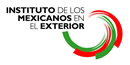 INSTITUTO DE LOS
MEXICANOS EN
EL EXTERIOR